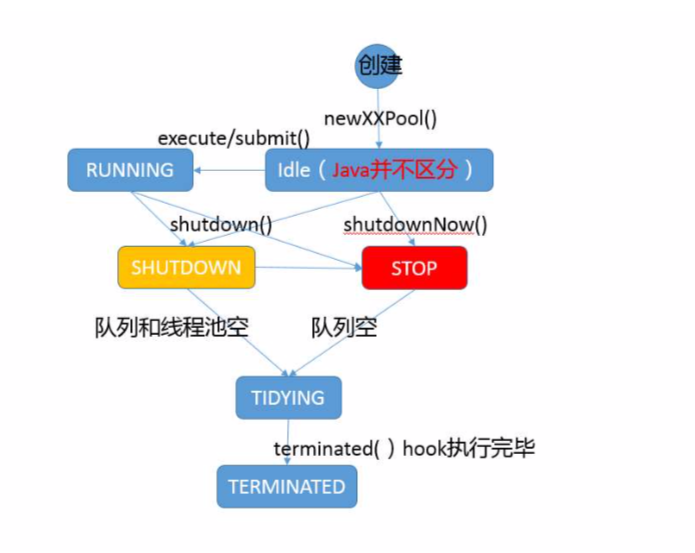 创建
newXXPool()
execute/submit()
RUNNING
Idle（Java并不区分）
shutdown()
shutdownNow()
SHUTDOWN
STOP
队列和线程池空
队列空
TIDYING
terminated( ) hook执行完毕
TERMINATED